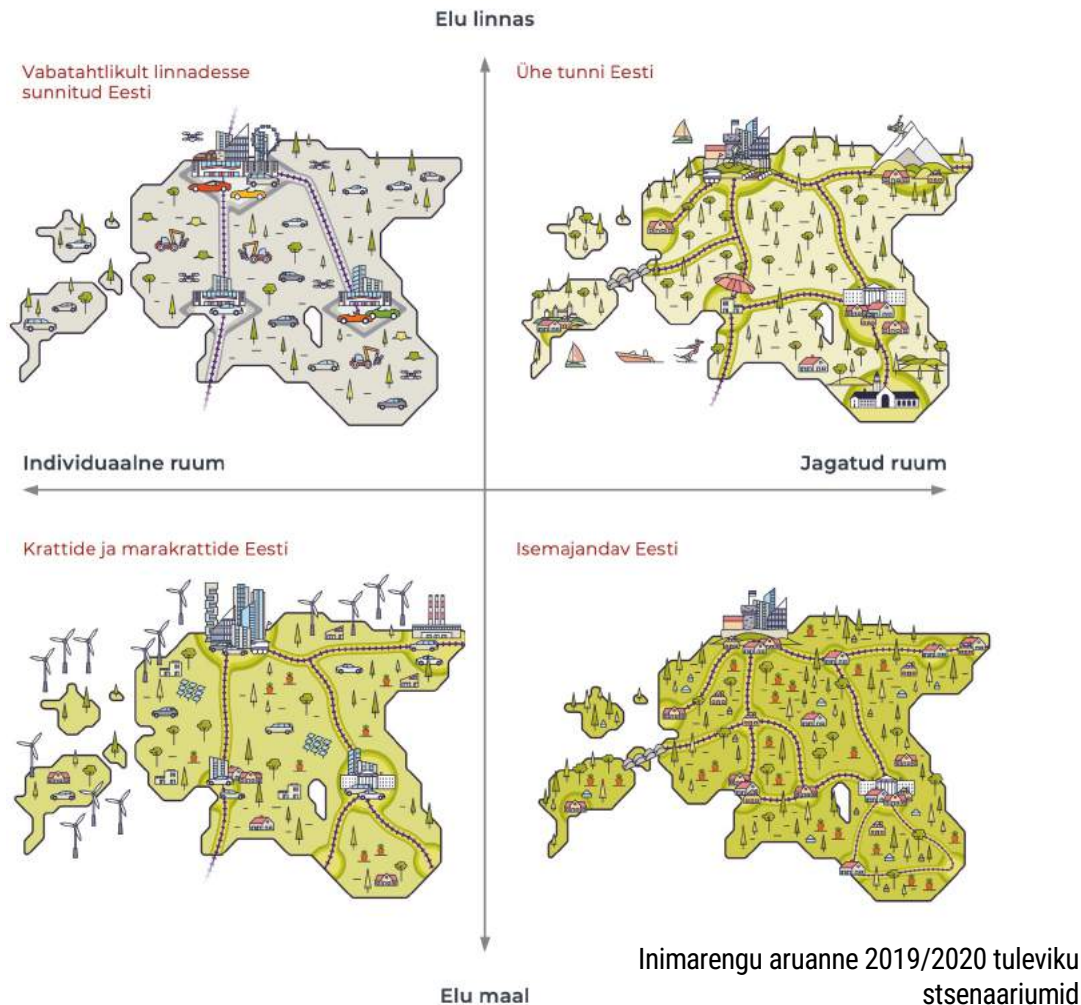 Elu linnas
Vabatahtlikult linnadesse
sunnitud Eesti
Ühe tunni Eesti
Individuaalne ruum
Jagatud ruum
Krattide ja marakrattide Eesti
Isemajandav Eesti
Elu maal
Inimarengu aruanne 2019/2020 tuleviku
stsenaariumid